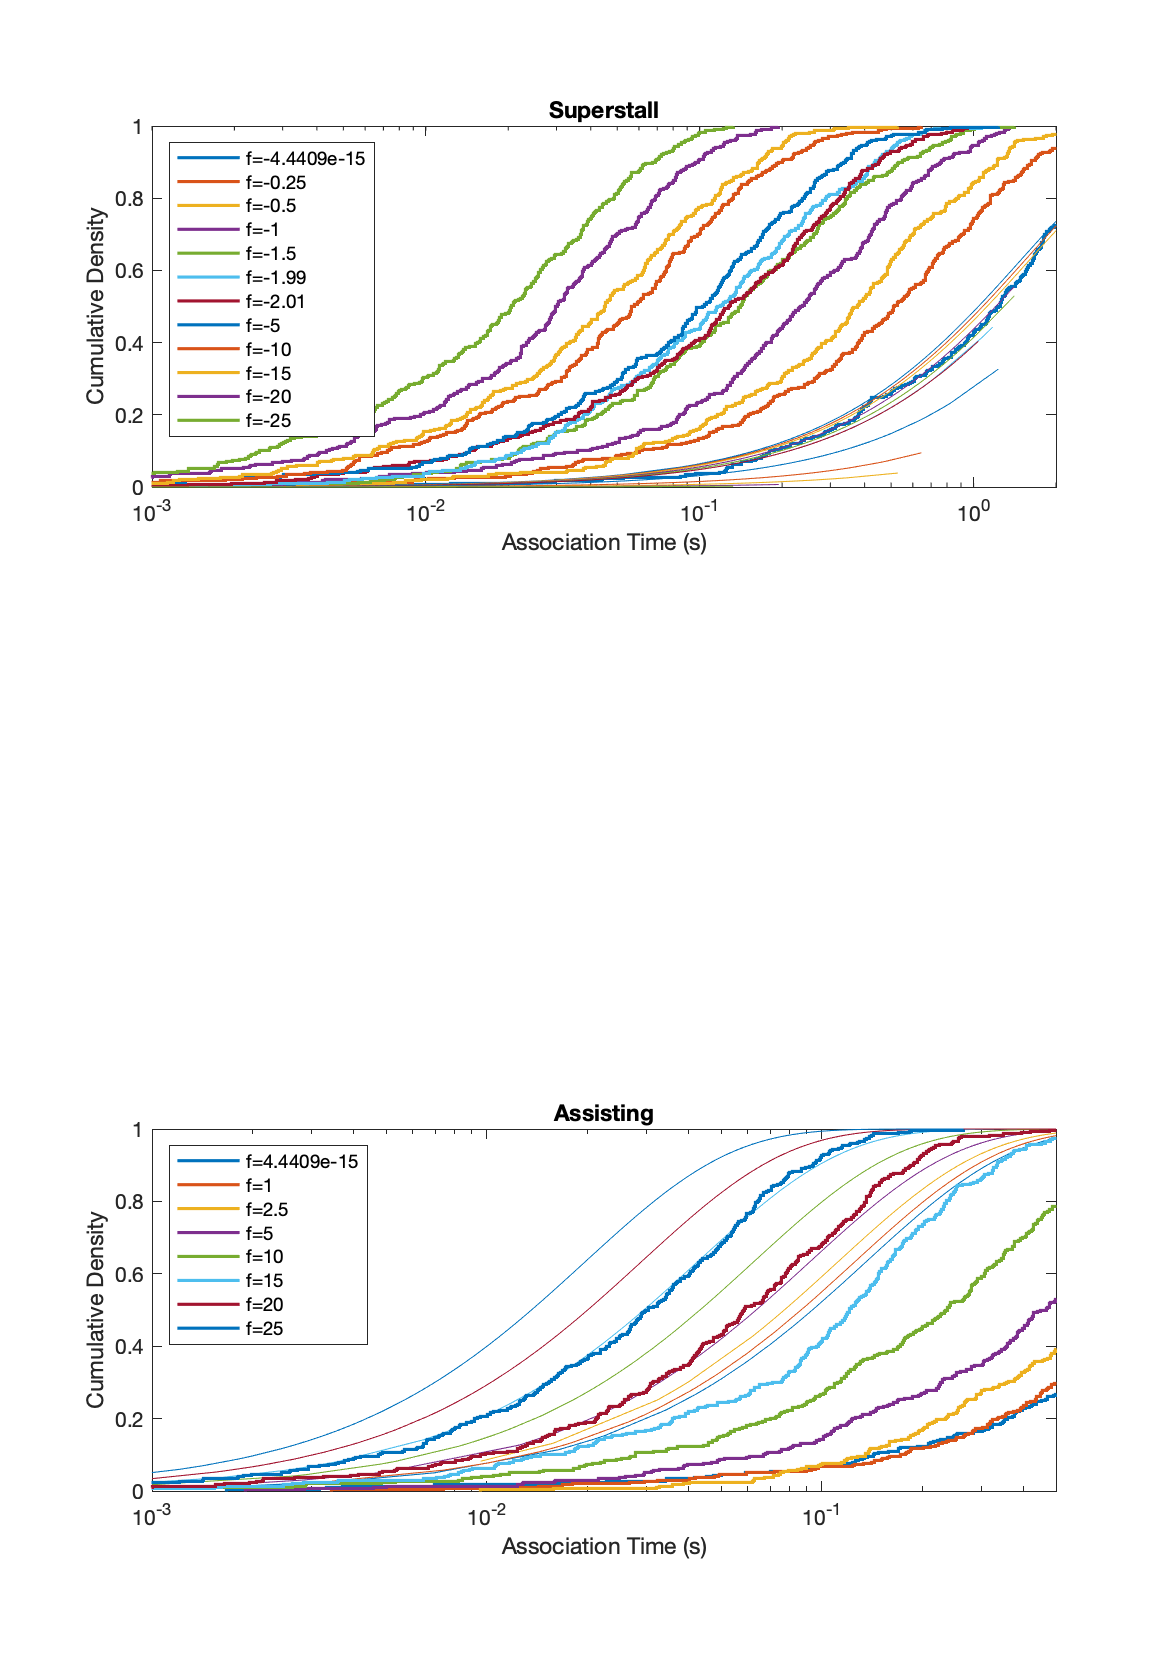 Superstall
1
0.8
0.6
0.4
0.2
0
Cumulative Density
f=-4.4409e-15
f=-0.25
f=-0.5
f=-1
f=-1.5
f=-1.99
f=-2.01
f=-5
f=-10
f=-15
f=-20
f=-25
10-3 10-2 10-1 100
Association Time (s)
Assisting
1
0.8
0.6
0.4
0.2
0
Cumulative Density
f=4.4409e-15
f=1
f=2.5
f=5
f=10
f=15
f=20
f=25
10-3 10-2 10-1
Association Time (s)